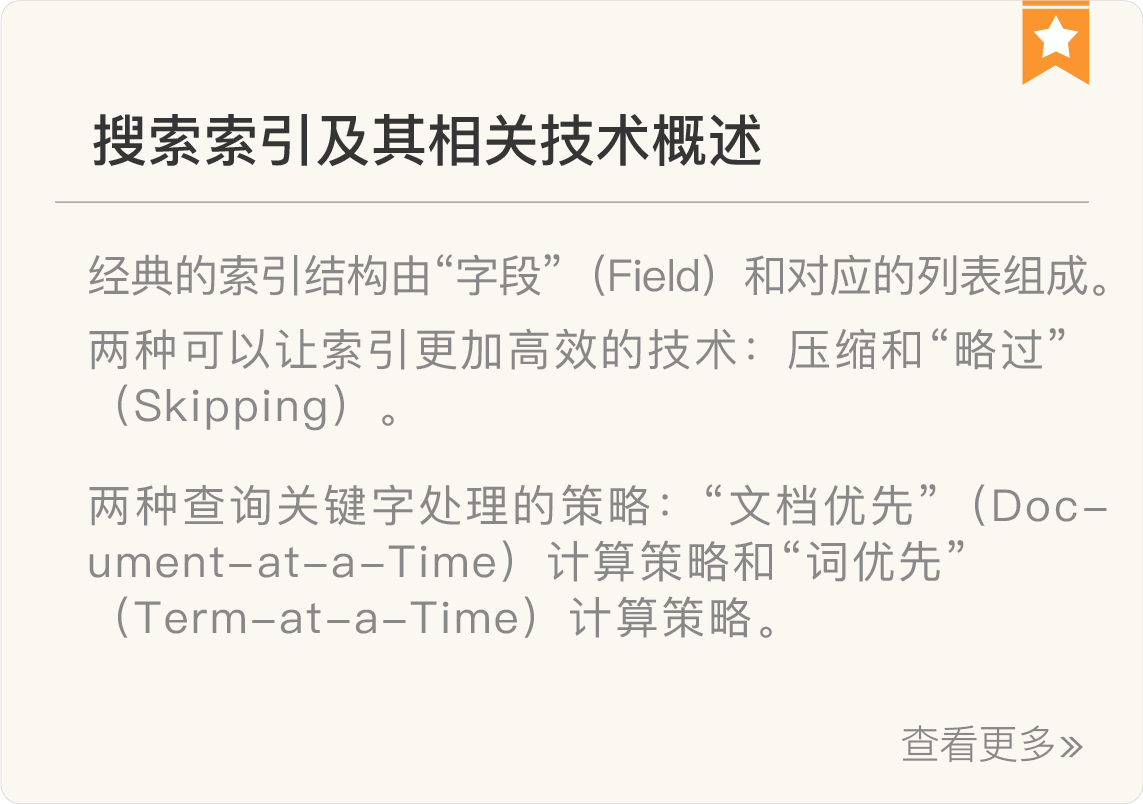 搜索索引及其相关技术概述
经典的索引结构由“字段”（Field）和对应的列表组成。
两种可以让索引更加高效的技术：压缩和“略过”
（Skipping）。
两种查询关键字处理的策略：“文档优先”（Doc-
ument-at-a-Time）计算策略和“词优先”
（Term-at-a-Time）计算策略。
查看更多»